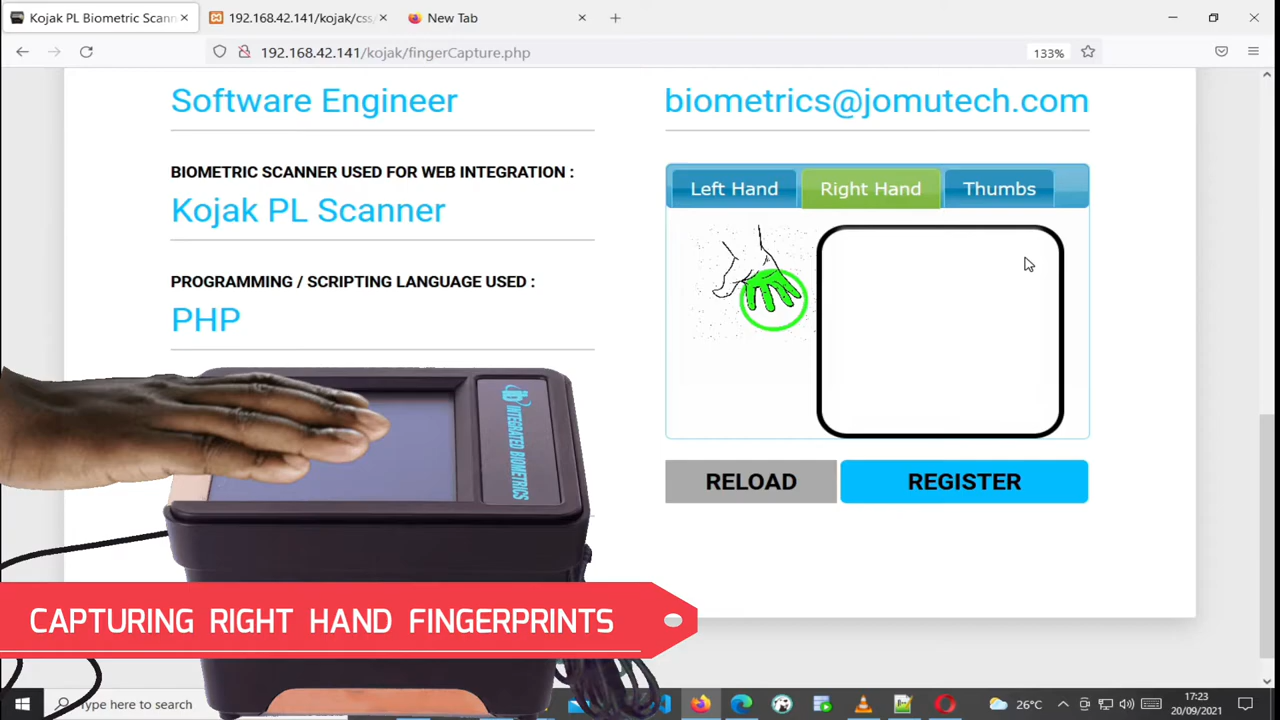 Kojak PL Biometric Scann
192.168.42.141/kojak/css/
New Tab
192.168.42.141/kojak/fingerCapture.php
133%
Software Engineer
biometrics@jomutech.com
BIOMETRIC SCANNER USED FOR WEB INTEGRATION :
Kojak PL Scanner
PROGRAMMING / SCRIPTING LANGUAGE USED :
PHP
Left Hand
Right Hand
Thumbs
RELOAD
REGISTER
INTEGRATED BIOMETRICS
CAPTURING RIGHT HAND FINGERPRINTS
Type here to search
26°C
17:23
20/09/2021